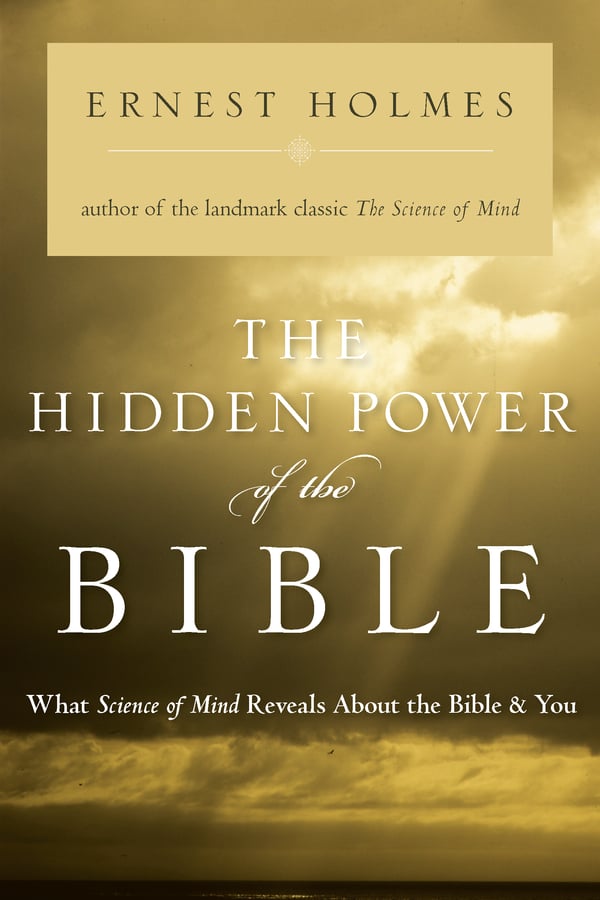 ERNEST HOLMES
author of the landmark classic The Science of Mind
THE
HIDDEN POWER
of the
BIBLE
What Science of Mind Reveals About the Bible & You